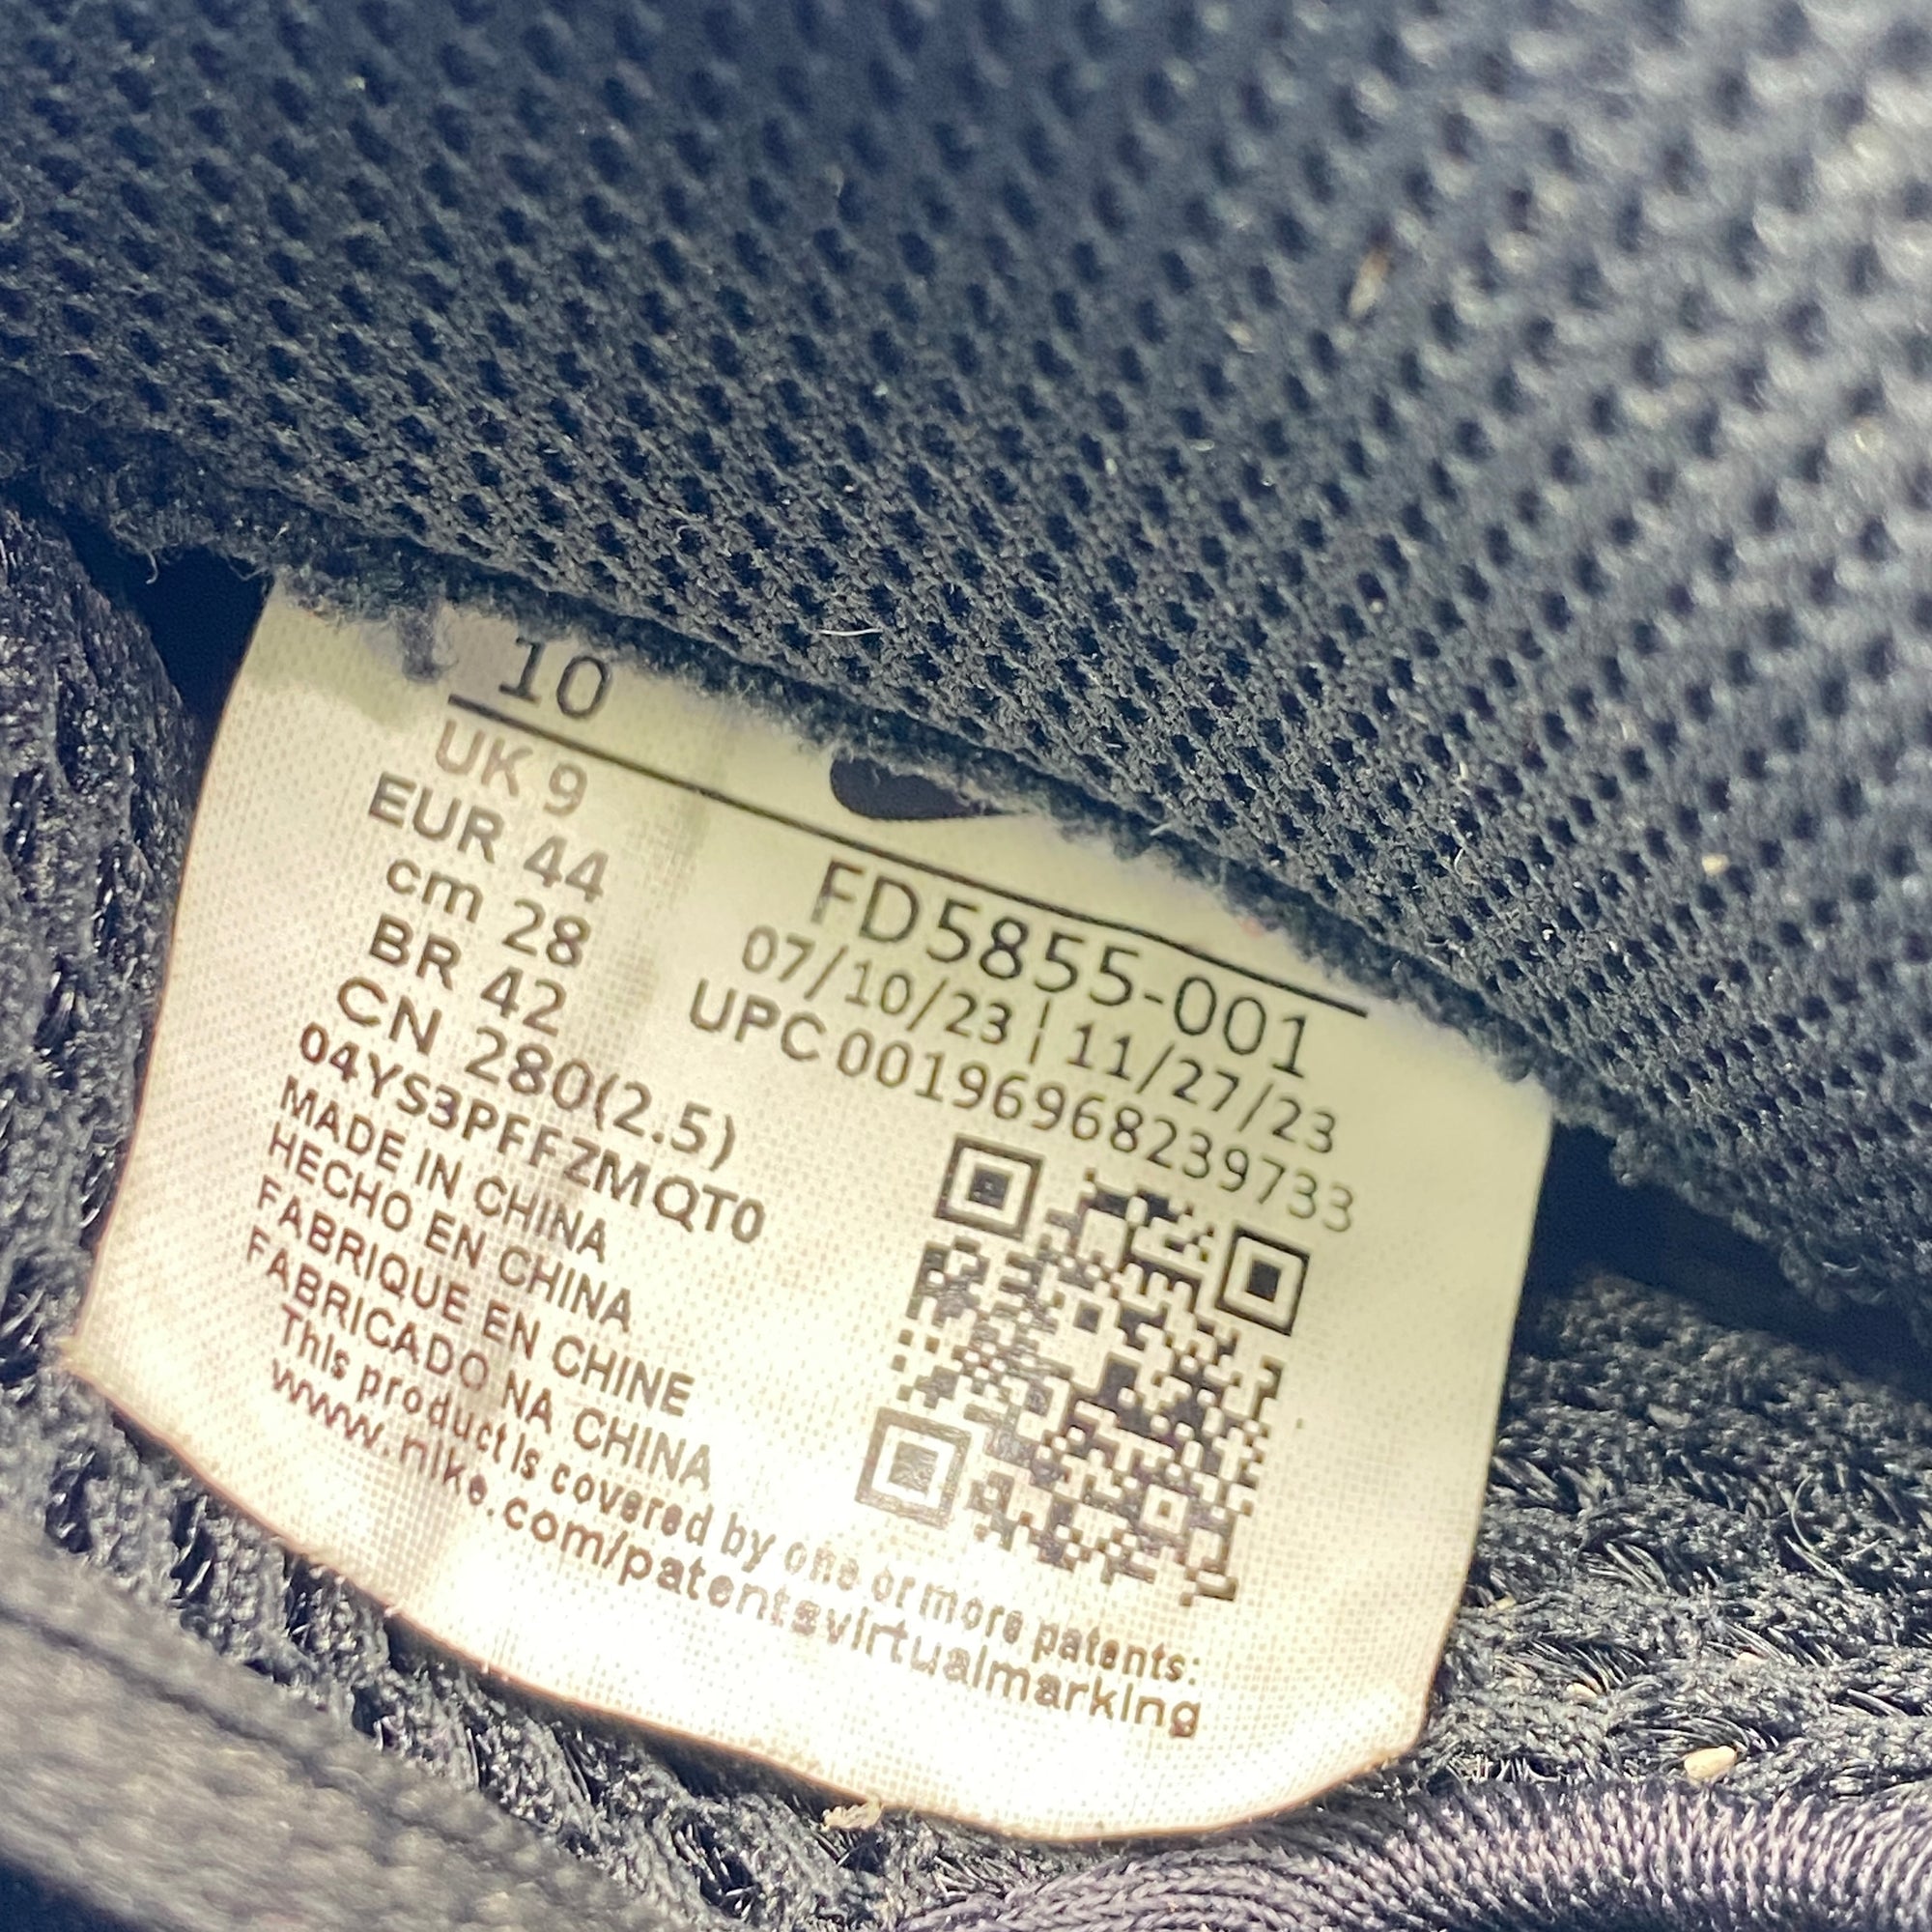 10
UK 9
EUR 44
cm 28
BR 42
CN 280(2.5)
04YS3PFFZMQT0
MADE IN CHINA
HECHO EN CHINA
FABRIQUE EN CHINE
FABRICADO NA CHINA
FD5855-001
07/10/23 | 11/27/23
UPC 00196968239733
This product is covered by one or more patents:
www.nike.com/patentsvirtualmarking